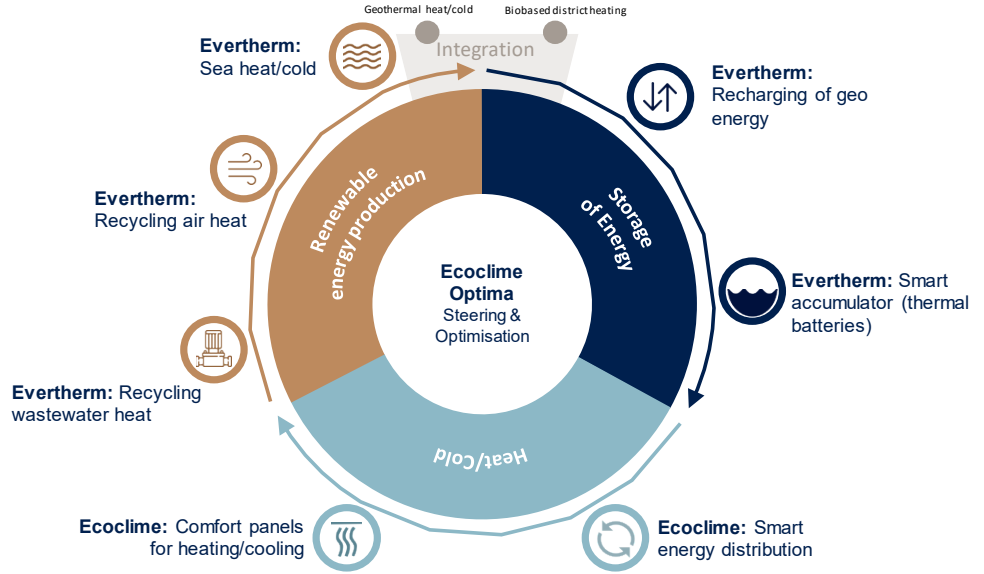 Geothermal heat/cold
Biobased district heating
Integration
Evertherm:
Sea heat/cold
Evertherm:
Recharging of geo
energy
Evertherm:
Recycling air heat
Renewable
energy production
Storage
of Energy
Ecoclime
Optima
Steering &
Optimisation
Evertherm: Smart
accumulator (thermal
batteries)
Evertherm: Recycling
wastewater heat
Heat/Cold
Ecoclime: Comfort panels
for heating/cooling
Ecoclime: Smart
energy distribution